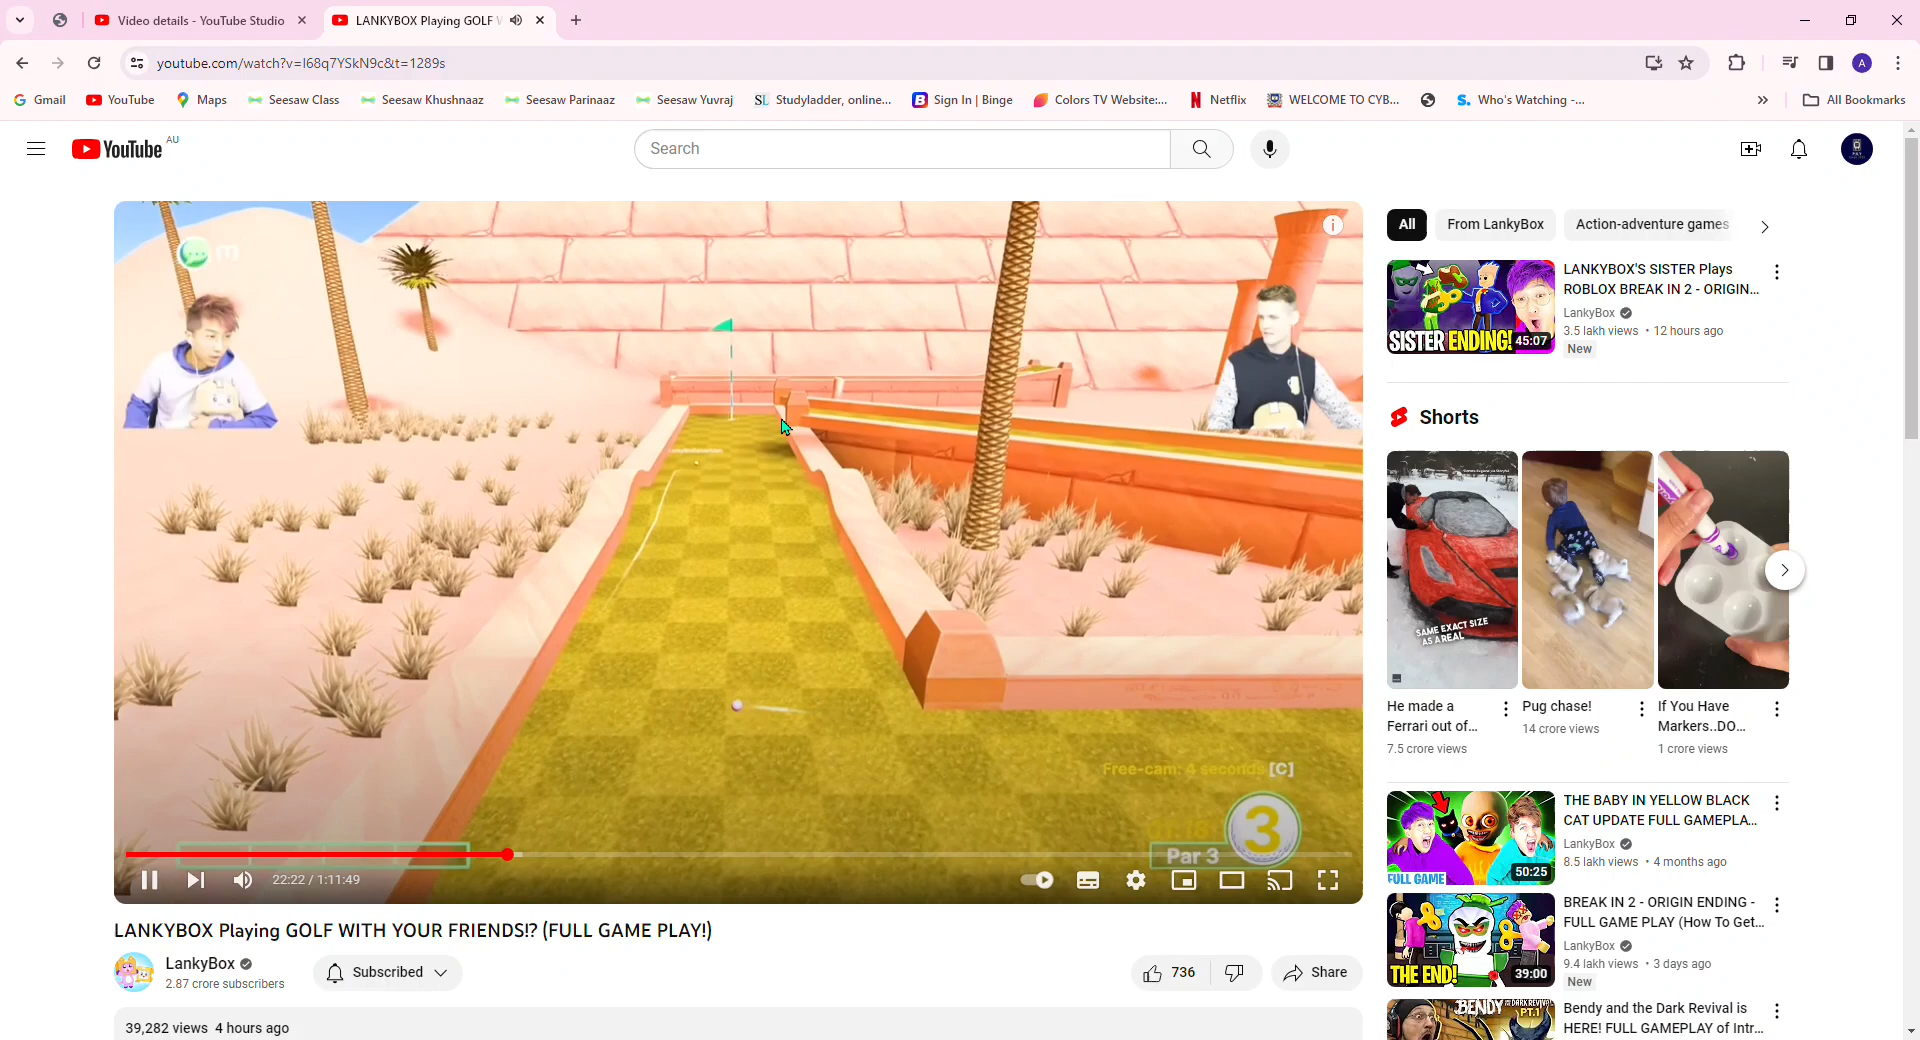 Video details - YouTube Studio
LANKYBOX Playing GOLF W
youtube.com/watch?v=I68q7YSkN9c&t=1289s
A
Gmail
YouTube
Maps
Seesaw Class
Seesaw Khushnaaz
Seesaw Parinaaz
Seesaw Yuvraj
SL Studyladder, online...
B Sign In | Binge
Colors TV Website:...
N Netflix
WELCOME TO CYB...
S. Who's Watching -...
All Bookmarks
YouTube AU
Search
Free-cam: 4 seconds [C]
3
Par 3
22:22 / 1:11:49
LANKYBOX Playing GOLF WITH YOUR FRIENDS!? (FULL GAME PLAY!)
LankyBox
2.87 crore subscribers
Subscribed
736
Share
39,282 views 4 hours ago
All
From LankyBox
Action-adventure games
SISTER ENDING!
45:07
LANKYBOX'S SISTER Plays
ROBLOX BREAK IN 2 - ORIGIN...
LankyBox
3.5 lakh views • 12 hours ago
New
Shorts
SAME EXACT SIZE
AS A REAL
He made a
Ferrari out of...
7.5 crore views
Pug chase!
14 crore views
If You Have
Markers..DO...
1 crore views
FULL GAME
50:25
THE BABY IN YELLOW BLACK
CAT UPDATE FULL GAMEPLA...
LankyBox
8.5 lakh views • 4 months ago
THE END!
39:00
BREAK IN 2 - ORIGIN ENDING -
FULL GAME PLAY (How To Get...
LankyBox
9.4 lakh views • 3 days ago
New
BENDY AND THE DARK REVIVAL
PT.1
Bendy and the Dark Revival is
HERE! FULL GAMEPLAY of Intr...